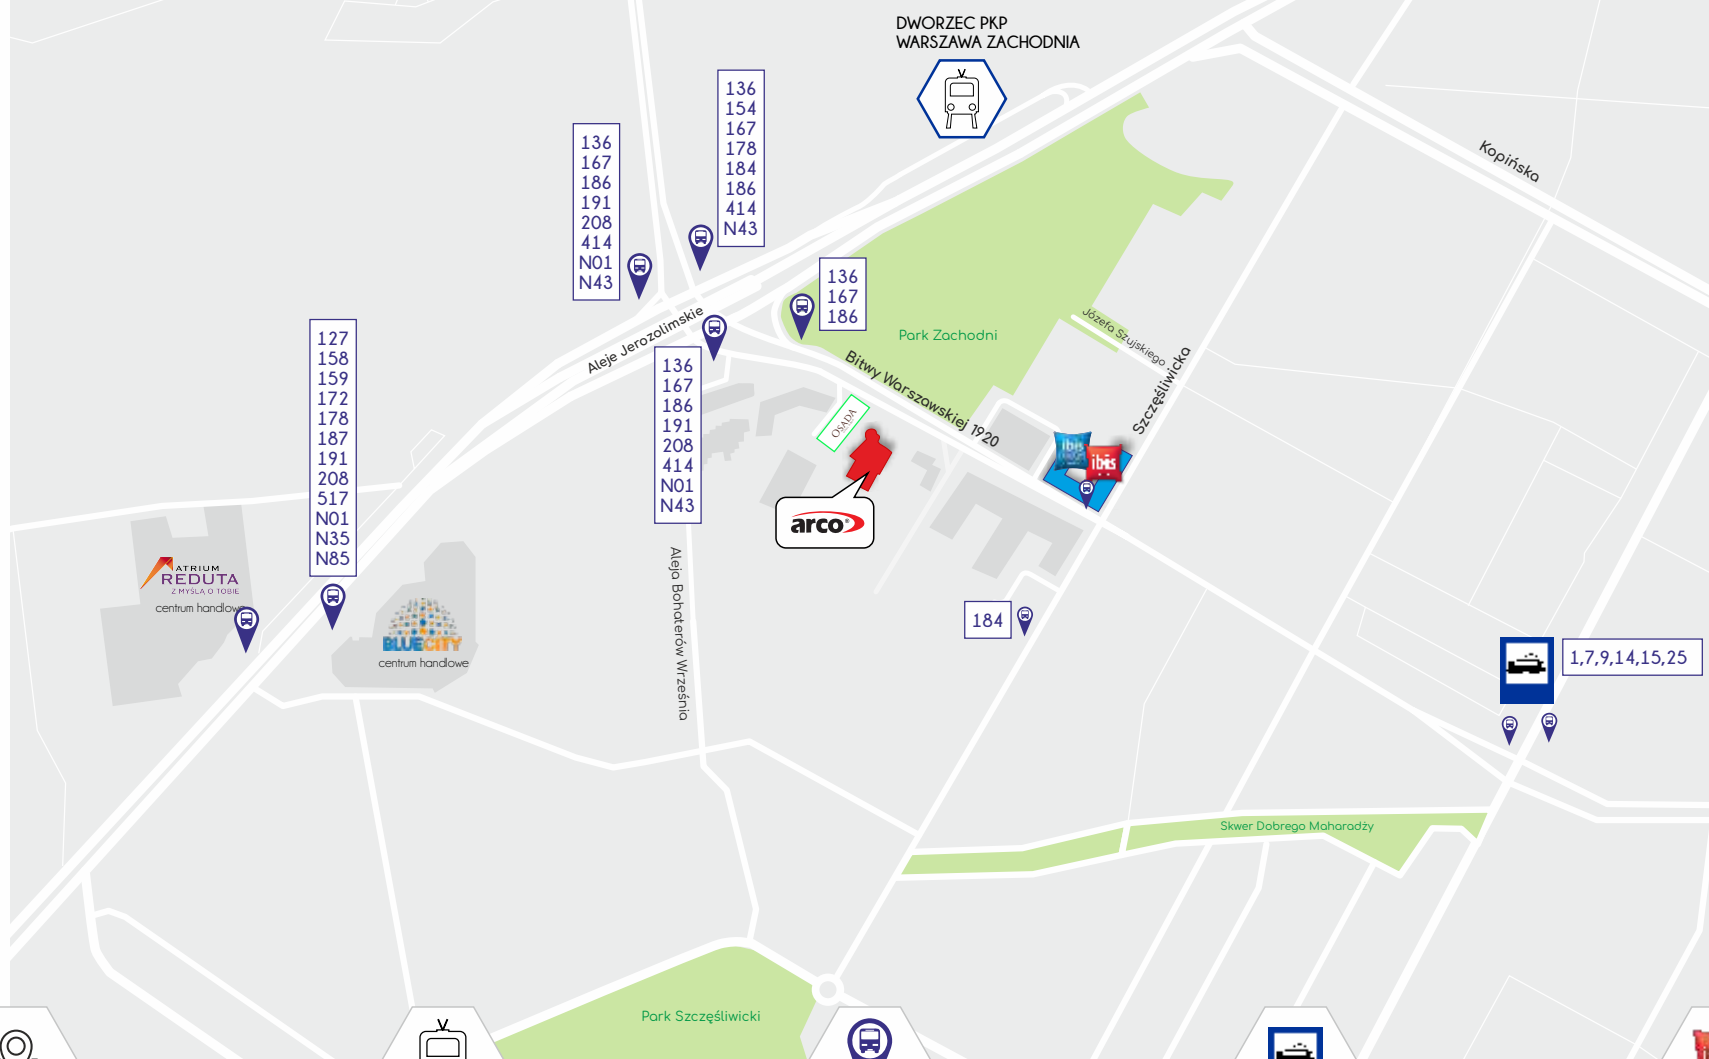 DWORZEC PKP
WARSZAWA ZACHODNIA
136
154
167
178
184
186
414
N43
136
167
186
191
208
414
N01
N43
Kopińska
136
167
186
Aleje Jerozolimskie
Park Zachodni
Józefa Szujskiego
Szczęśliwicka
Bitwy Warszawskiej 1920
127
158
159
172
178
187
191
208
517
N01
N35
N85
136
167
186
191
208
414
N01
N43
OSADA
ibis
ibis
arco®
ATRIUM
REDUTA
Z MYŚLĄ O TOBIE
centrum handlowe
BLUECITY
centrum handlowe
Aleja Bohaterów Września
184
1,7,9,14,15,25
Skwer Dobrego Maharadży
Park Szczęśliwicki